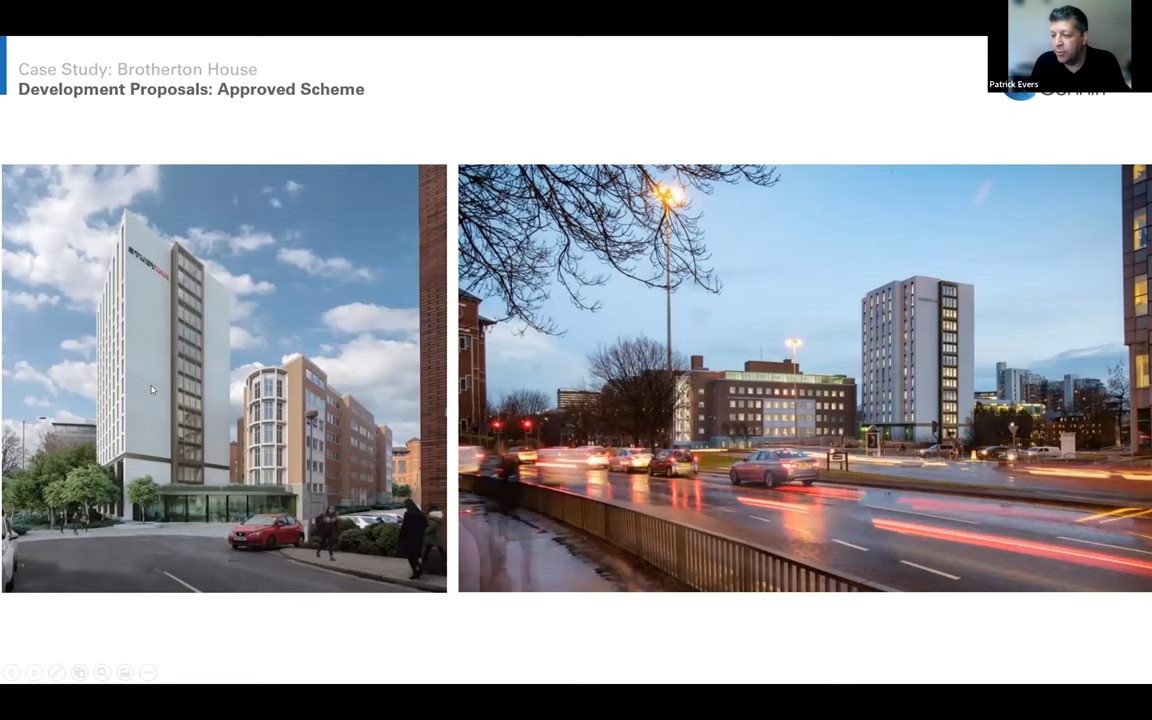 Case Study: Brotherton House
Development Proposals: Approved Scheme
Patrick Evers